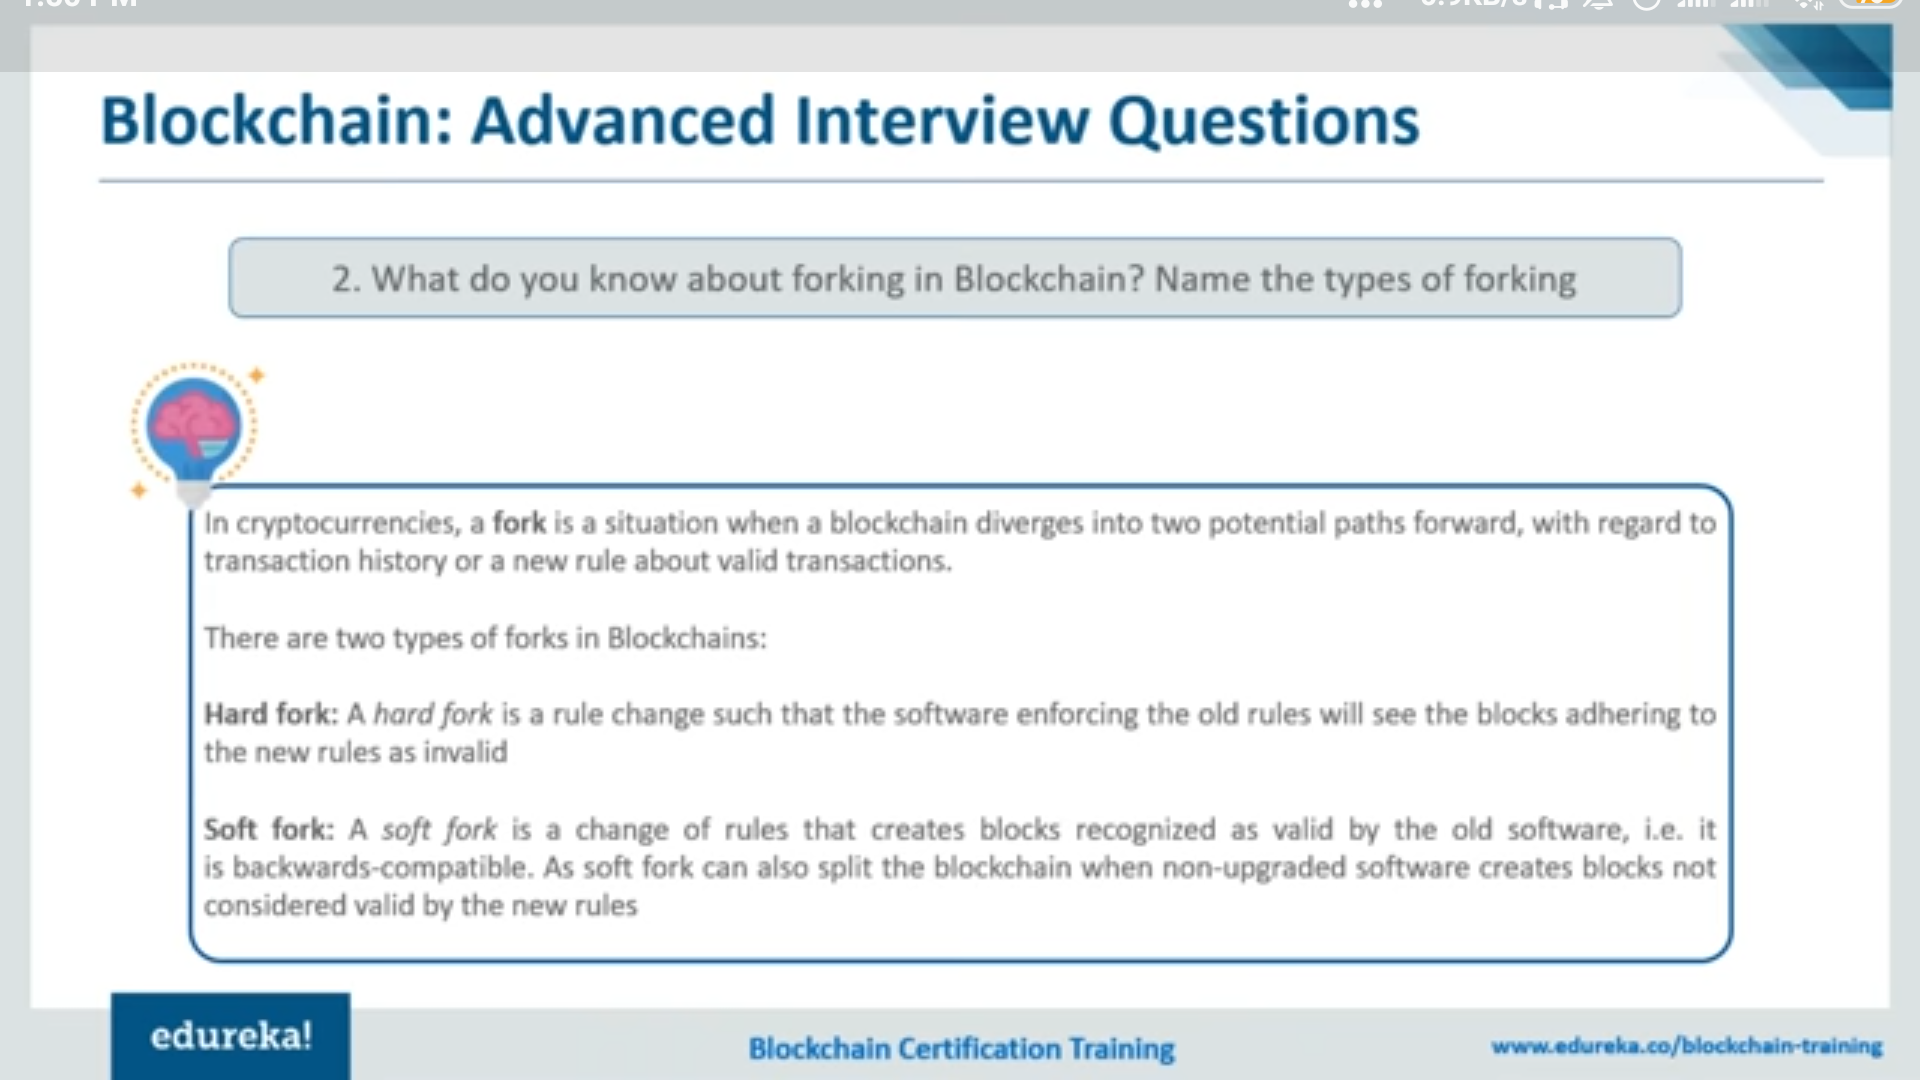 Blockchain: Advanced Interview Questions
2. What do you know about forking in Blockchain? Name the types of forking
In cryptocurrencies, a fork is a situation when a blockchain diverges into two potential paths forward, with regard to
transaction history or a new rule about valid transactions.
There are two types of forks in Blockchains:
Hard fork: A hard fork is a rule change such that the software enforcing the old rules will see the blocks adhering to
the new rules as invalid
Soft fork: A soft fork is a change of rules that creates blocks recognized as valid by the old software, i.e. it
is backwards-compatible. As soft fork can also split the blockchain when non-upgraded software creates blocks not
considered valid by the new rules
edureka!
Blockchain Certification Training
www.edureka.co/blockchain-training